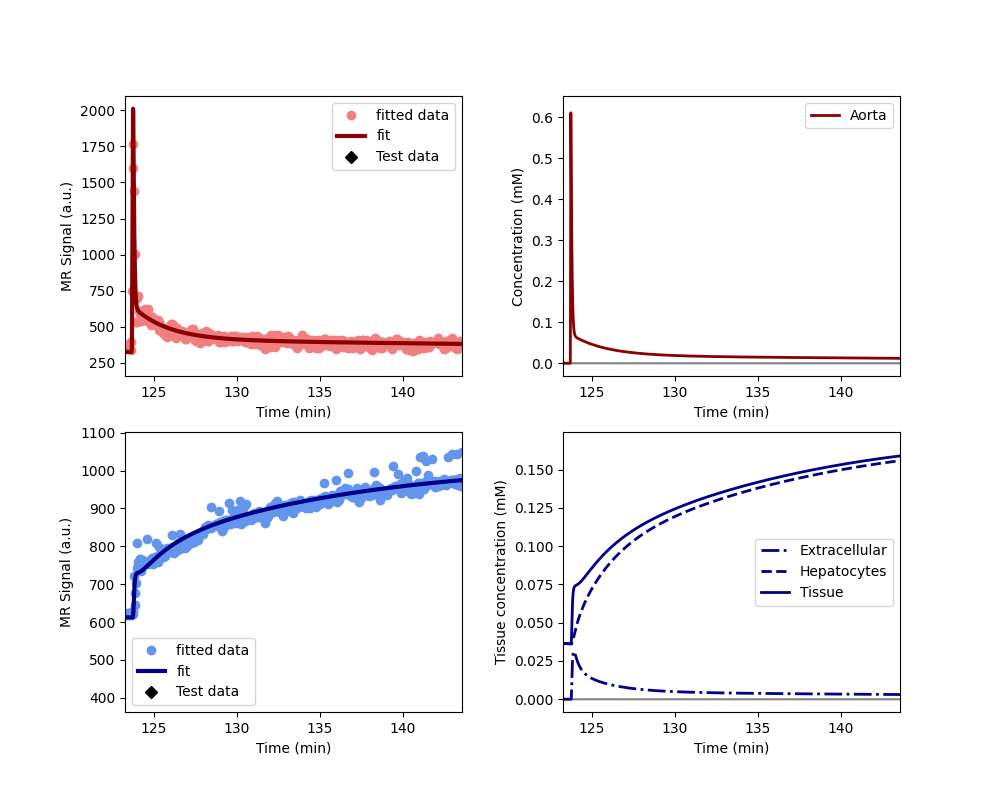 MR Signal (a.u.)
2000
1750
1500
1250
1000
750
500
250
125
130
135
140
Time (min)
fitted data
fit
Test data
Concentration (mM)
0.6
0.5
0.4
0.3
0.2
0.1
0.0
125
130
135
140
Time (min)
Aorta
MR Signal (a.u.)
1100
1000
900
800
700
600
500
400
125
130
135
140
Time (min)
fitted data
fit
Test data
Tissue concentration (mM)
0.150
0.125
0.100
0.075
0.050
0.025
0.000
125
130
135
140
Time (min)
Extracellular
Hepatocytes
Tissue